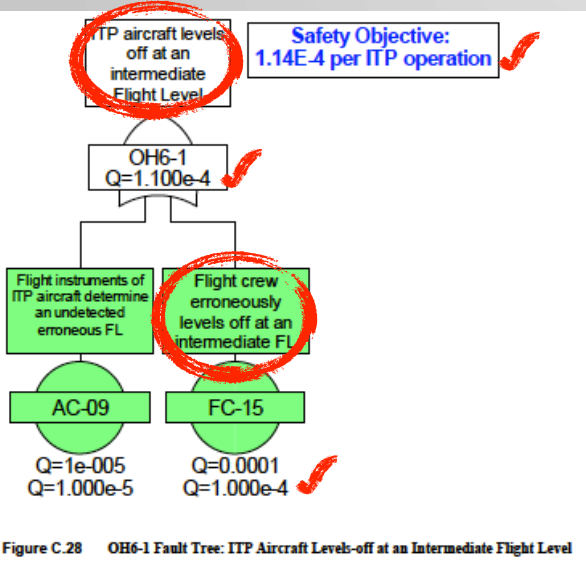 ITP aircraft levels
off at an
intermediate
Flight Level
Safety Objective:
1.14E-4 per ITP operation
OH6-1
Q=1.100e-4
Flight instruments of
ITP aircraft determine
an undetected
erroneous FL
Flight crew
erroneously
levels off at an
intermediate FL
AC-09
FC-15
Q=1e-005
Q=1.000e-5
Q=0.0001
Q=1.000e-4
Figure C.28 OH6-1 Fault Tree: ITP Aircraft Levels-off at an Intermediate Flight Level